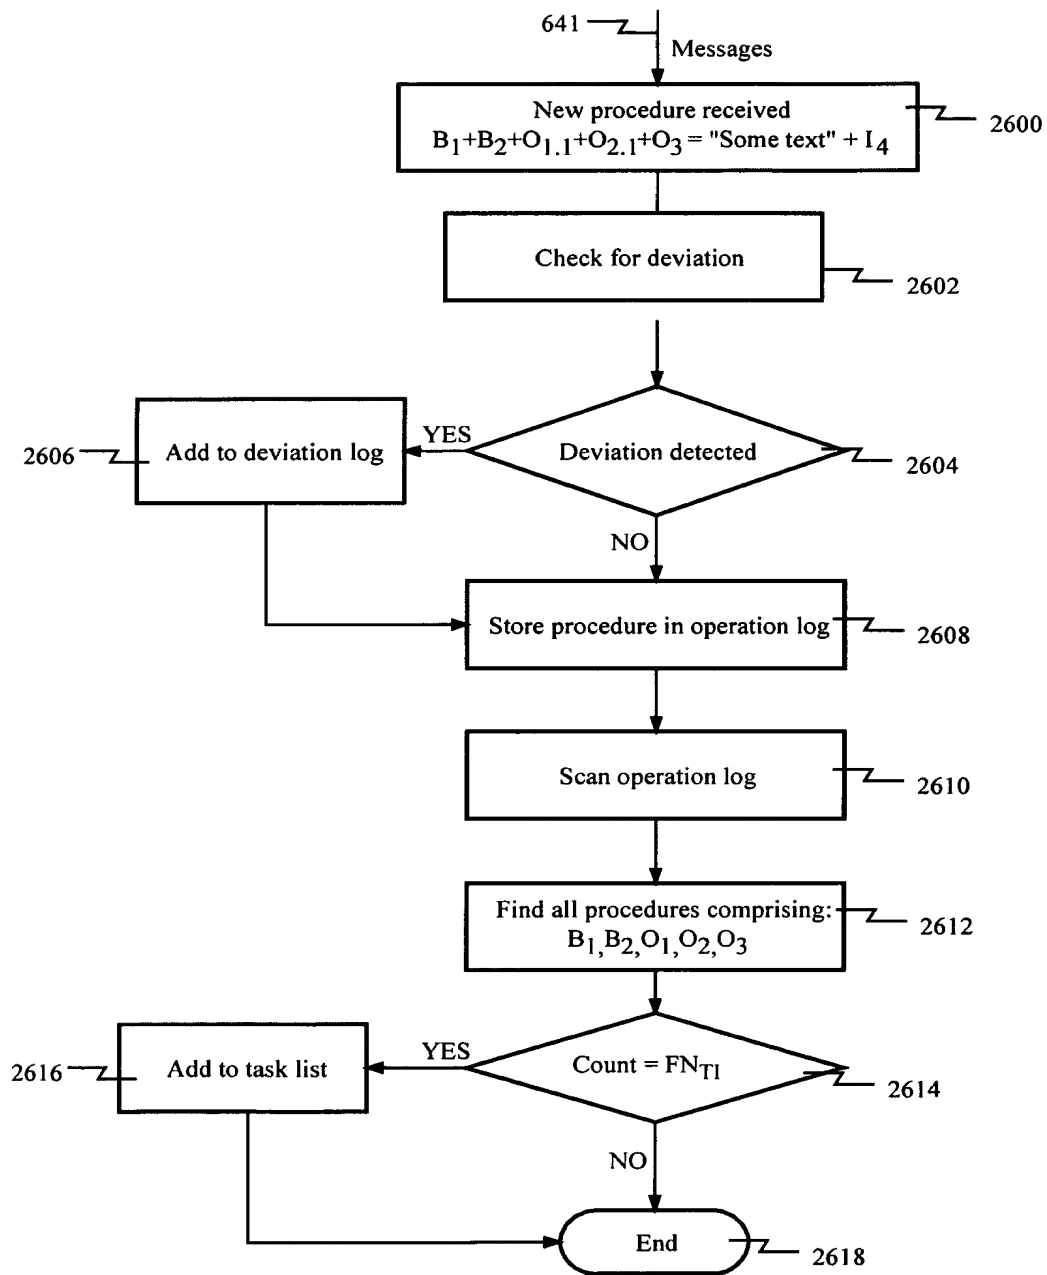 641
Messages
New procedure received
B1+B2+O1.1+O2.1+O3 = "Some text" + I4
2600
Check for deviation
2602
Deviation detected
2604
YES
Add to deviation log
2606
NO
Store procedure in operation log
2608
Scan operation log
2610
Find all procedures comprising:
B1,B2,O1,O2,O3
2612
Count = FNTI
2614
YES
Add to task list
2616
NO
End
2618